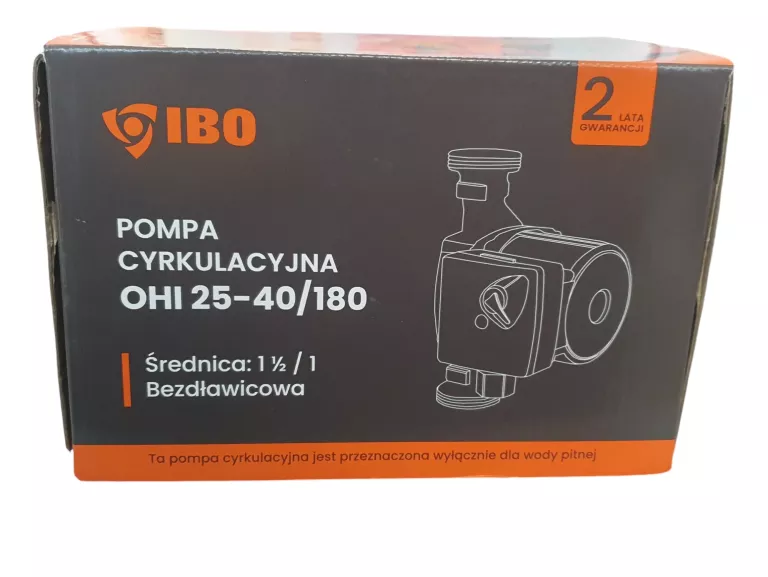 IBO
2
LATA
GWARANCJI
POMPA
CYRKULACYJNA
OHI 25-40/180
Średnica: 1 ½ / 1
Bezdławicowa
Ta pompa cyrkulacyjna jest przeznaczona wyłącznie dla wody pitnej